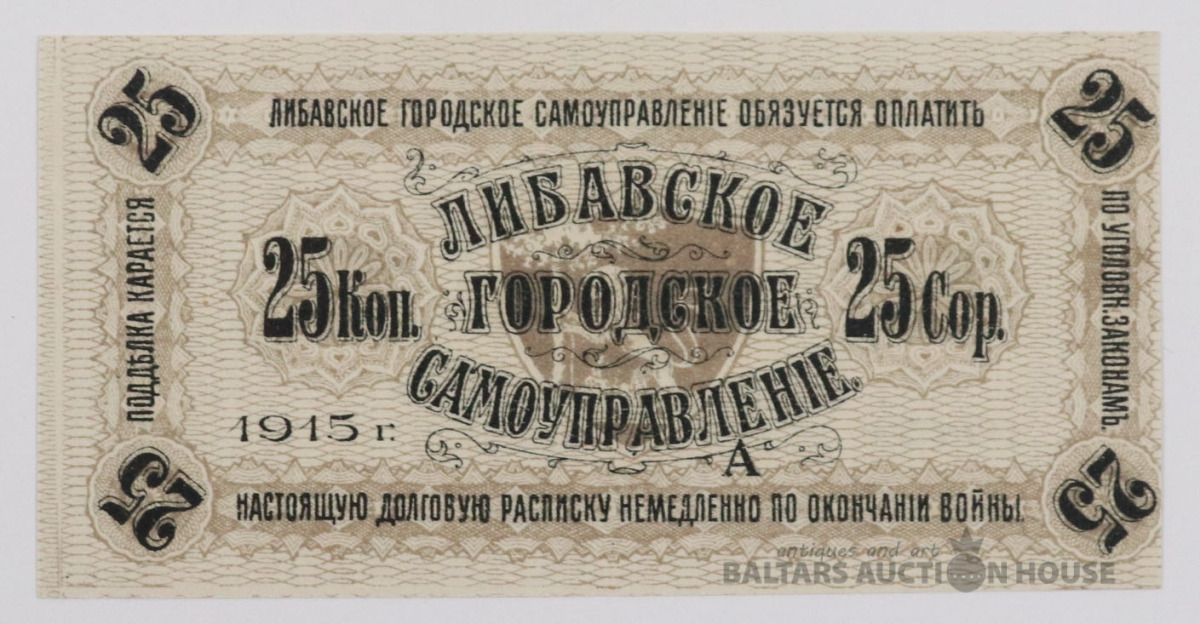 25
25
ЛИБАВСКОЕ ГОРОДСКОЕ САМОУПРАВЛЕНІЕ ОБЯЗУЕТСЯ ОПЛАТИТЬ
ПОДДѢЛКА КАРАЕТСЯ
ЛИБАВСКОЕ
ГОРОДСКОЕ
САМОУПРАВЛЕНІЕ.
25 Коп.
25 Сор.
ПО УГОЛОВН. ЗАКОНАМЪ.
1915 г.
А
25
25
НАСТОЯЩУЮ ДОЛГОВУЮ РАСПИСКУ НЕМЕДЛЕННО ПО ОКОНЧАНІИ ВОЙНЫ.
antiques and art
BALTARS AUCTION HOUSE